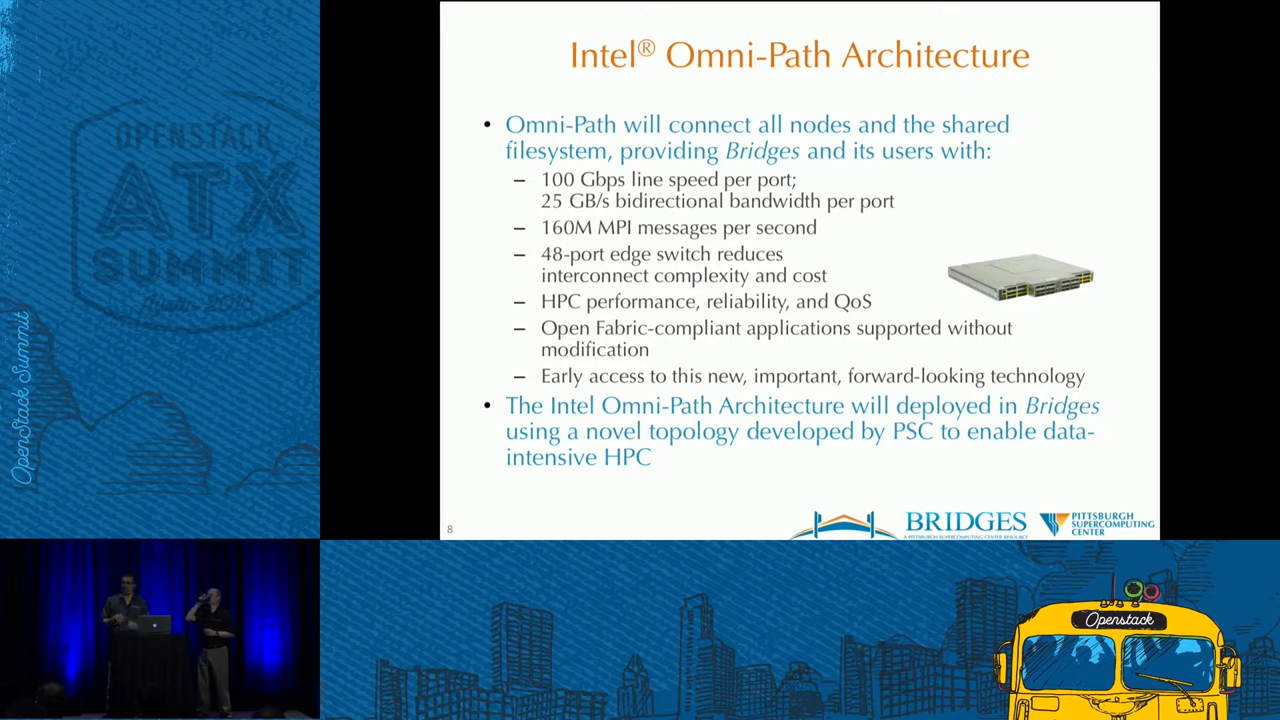 Intel® Omni-Path Architecture
• Omni-Path will connect all nodes and the shared
filesystem, providing Bridges and its users with:
– 100 Gbps line speed per port;
25 GB/s bidirectional bandwidth per port
– 160M MPI messages per second
– 48-port edge switch reduces
interconnect complexity and cost
– HPC performance, reliability, and QoS
– Open Fabric-compliant applications supported without
modification
– Early access to this new, important, forward-looking technology
• The Intel Omni-Path Architecture will deployed in Bridges
using a novel topology developed by PSC to enable data-
intensive HPC
8
BRIDGES
A PITTSBURGH SUPERCOMPUTING CENTER RESOURCE
PITTSBURGH
SUPERCOMPUTING
CENTER
OPENSTACK
ATX
SUMMIT
OpenStack Summit
Openstack